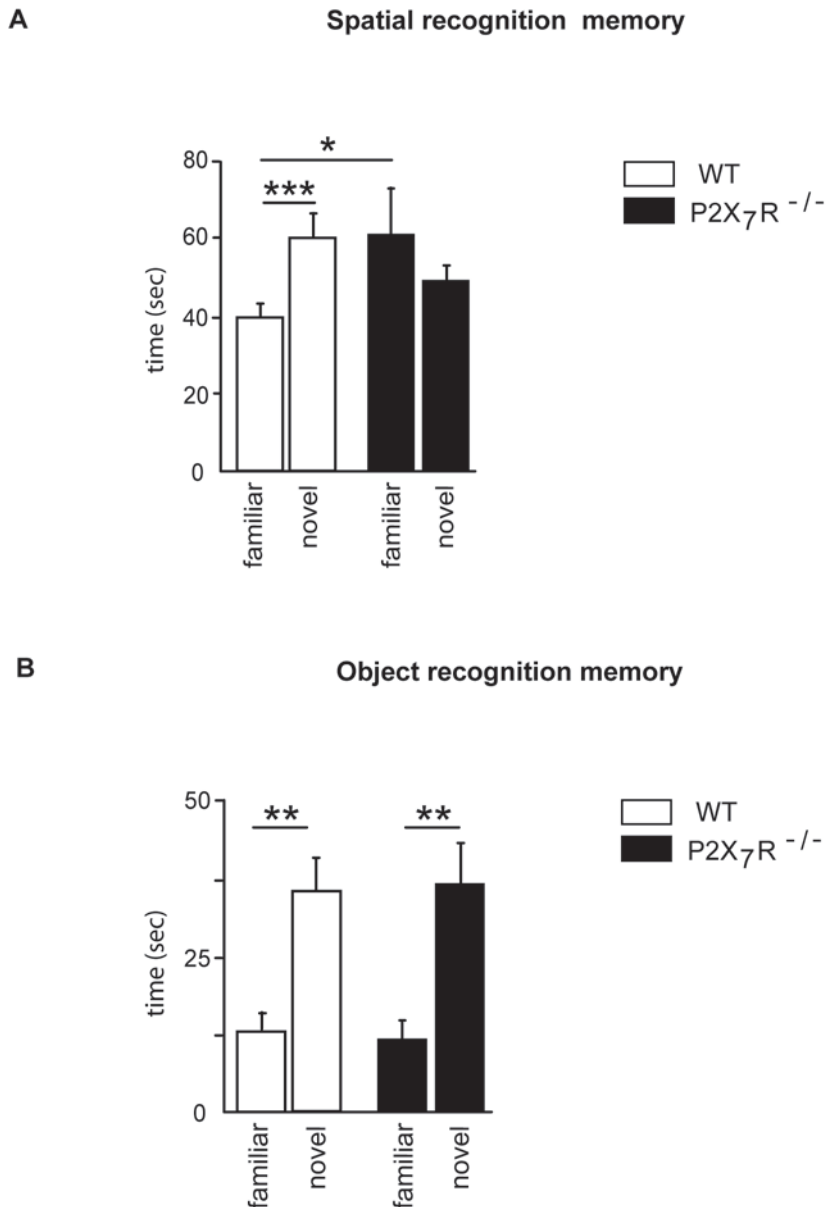 A
Spatial recognition memory
*
***
80
60
40
20
0
time (sec)
familiar
novel
familiar
novel
WT
P2X7R -/-
B
Object recognition memory
**
**
50
25
0
time (sec)
familiar
novel
familiar
novel
WT
P2X7R -/-